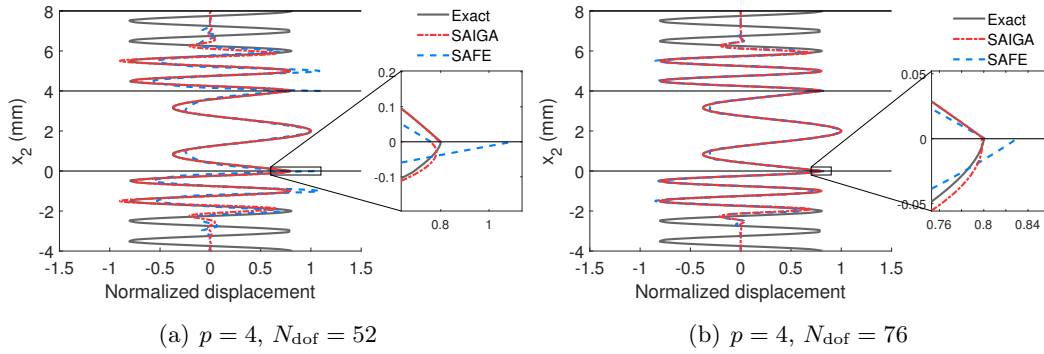 8
6
4
2
0
-2
-4
x2 (mm)
-1.5 -1 -0.5 0 0.5 1 1.5
Normalized displacement
Exact
SAIGA
SAFE
0.2
0.1
0
-0.1
0.8
1
(a) p = 4, Ndof = 52
8
6
4
2
0
-2
-4
x2 (mm)
-1.5 -1 -0.5 0 0.5 1 1.5
Normalized displacement
Exact
SAIGA
SAFE
0.05
0
-0.05
0.76 0.8 0.84
(b) p = 4, Ndof = 76